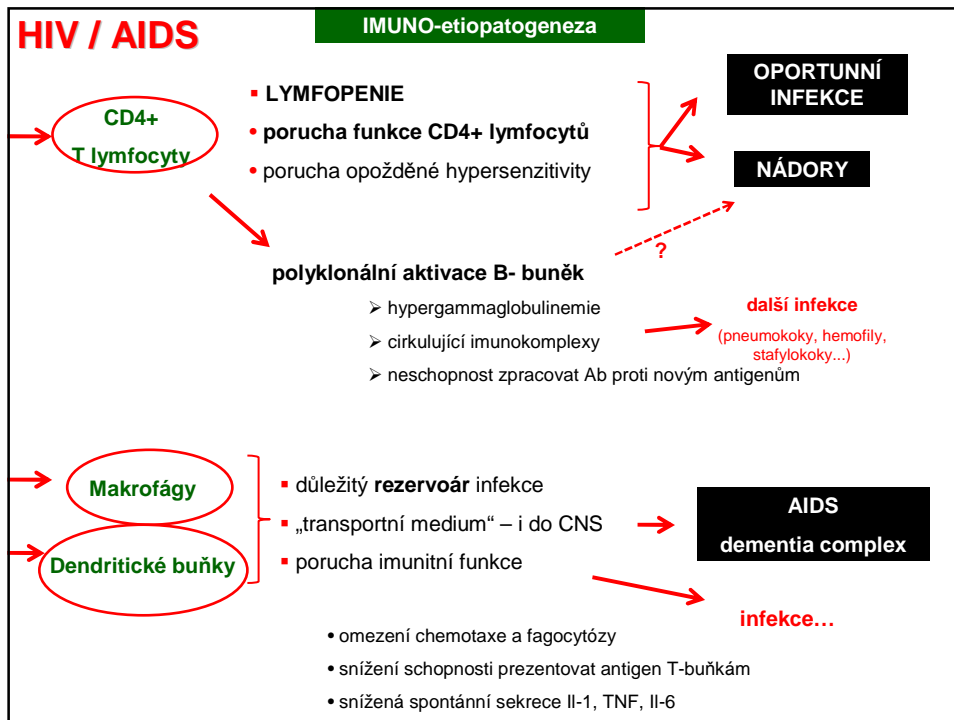 HIV / AIDS
IMUNO-etiopatogeneza
CD4+
T lymfocyty
▪ LYMFOPENIE
• porucha funkce CD4+ lymfocytů
• porucha opožděné hypersenzitivity
OPORTUNNÍ
INFEKCE
NÁDORY
?
polyklonální aktivace B- buněk
➢ hypergammaglobulinemie
➢ cirkulující imunokomplexy
➢ neschopnost zpracovat Ab proti novým antigenům
další infekce
(pneumokoky, hemofily,
stafylokoky...)
Makrofágy
Dendritické buňky
▪ důležitý rezervoár infekce
▪ „transportní medium“ – i do CNS
▪ porucha imunitní funkce
AIDS
dementia complex
infekce…
• omezení chemotaxe a fagocytózy
• snížení schopnosti prezentovat antigen T-buňkám
• snížená spontánní sekrece Il-1, TNF, Il-6